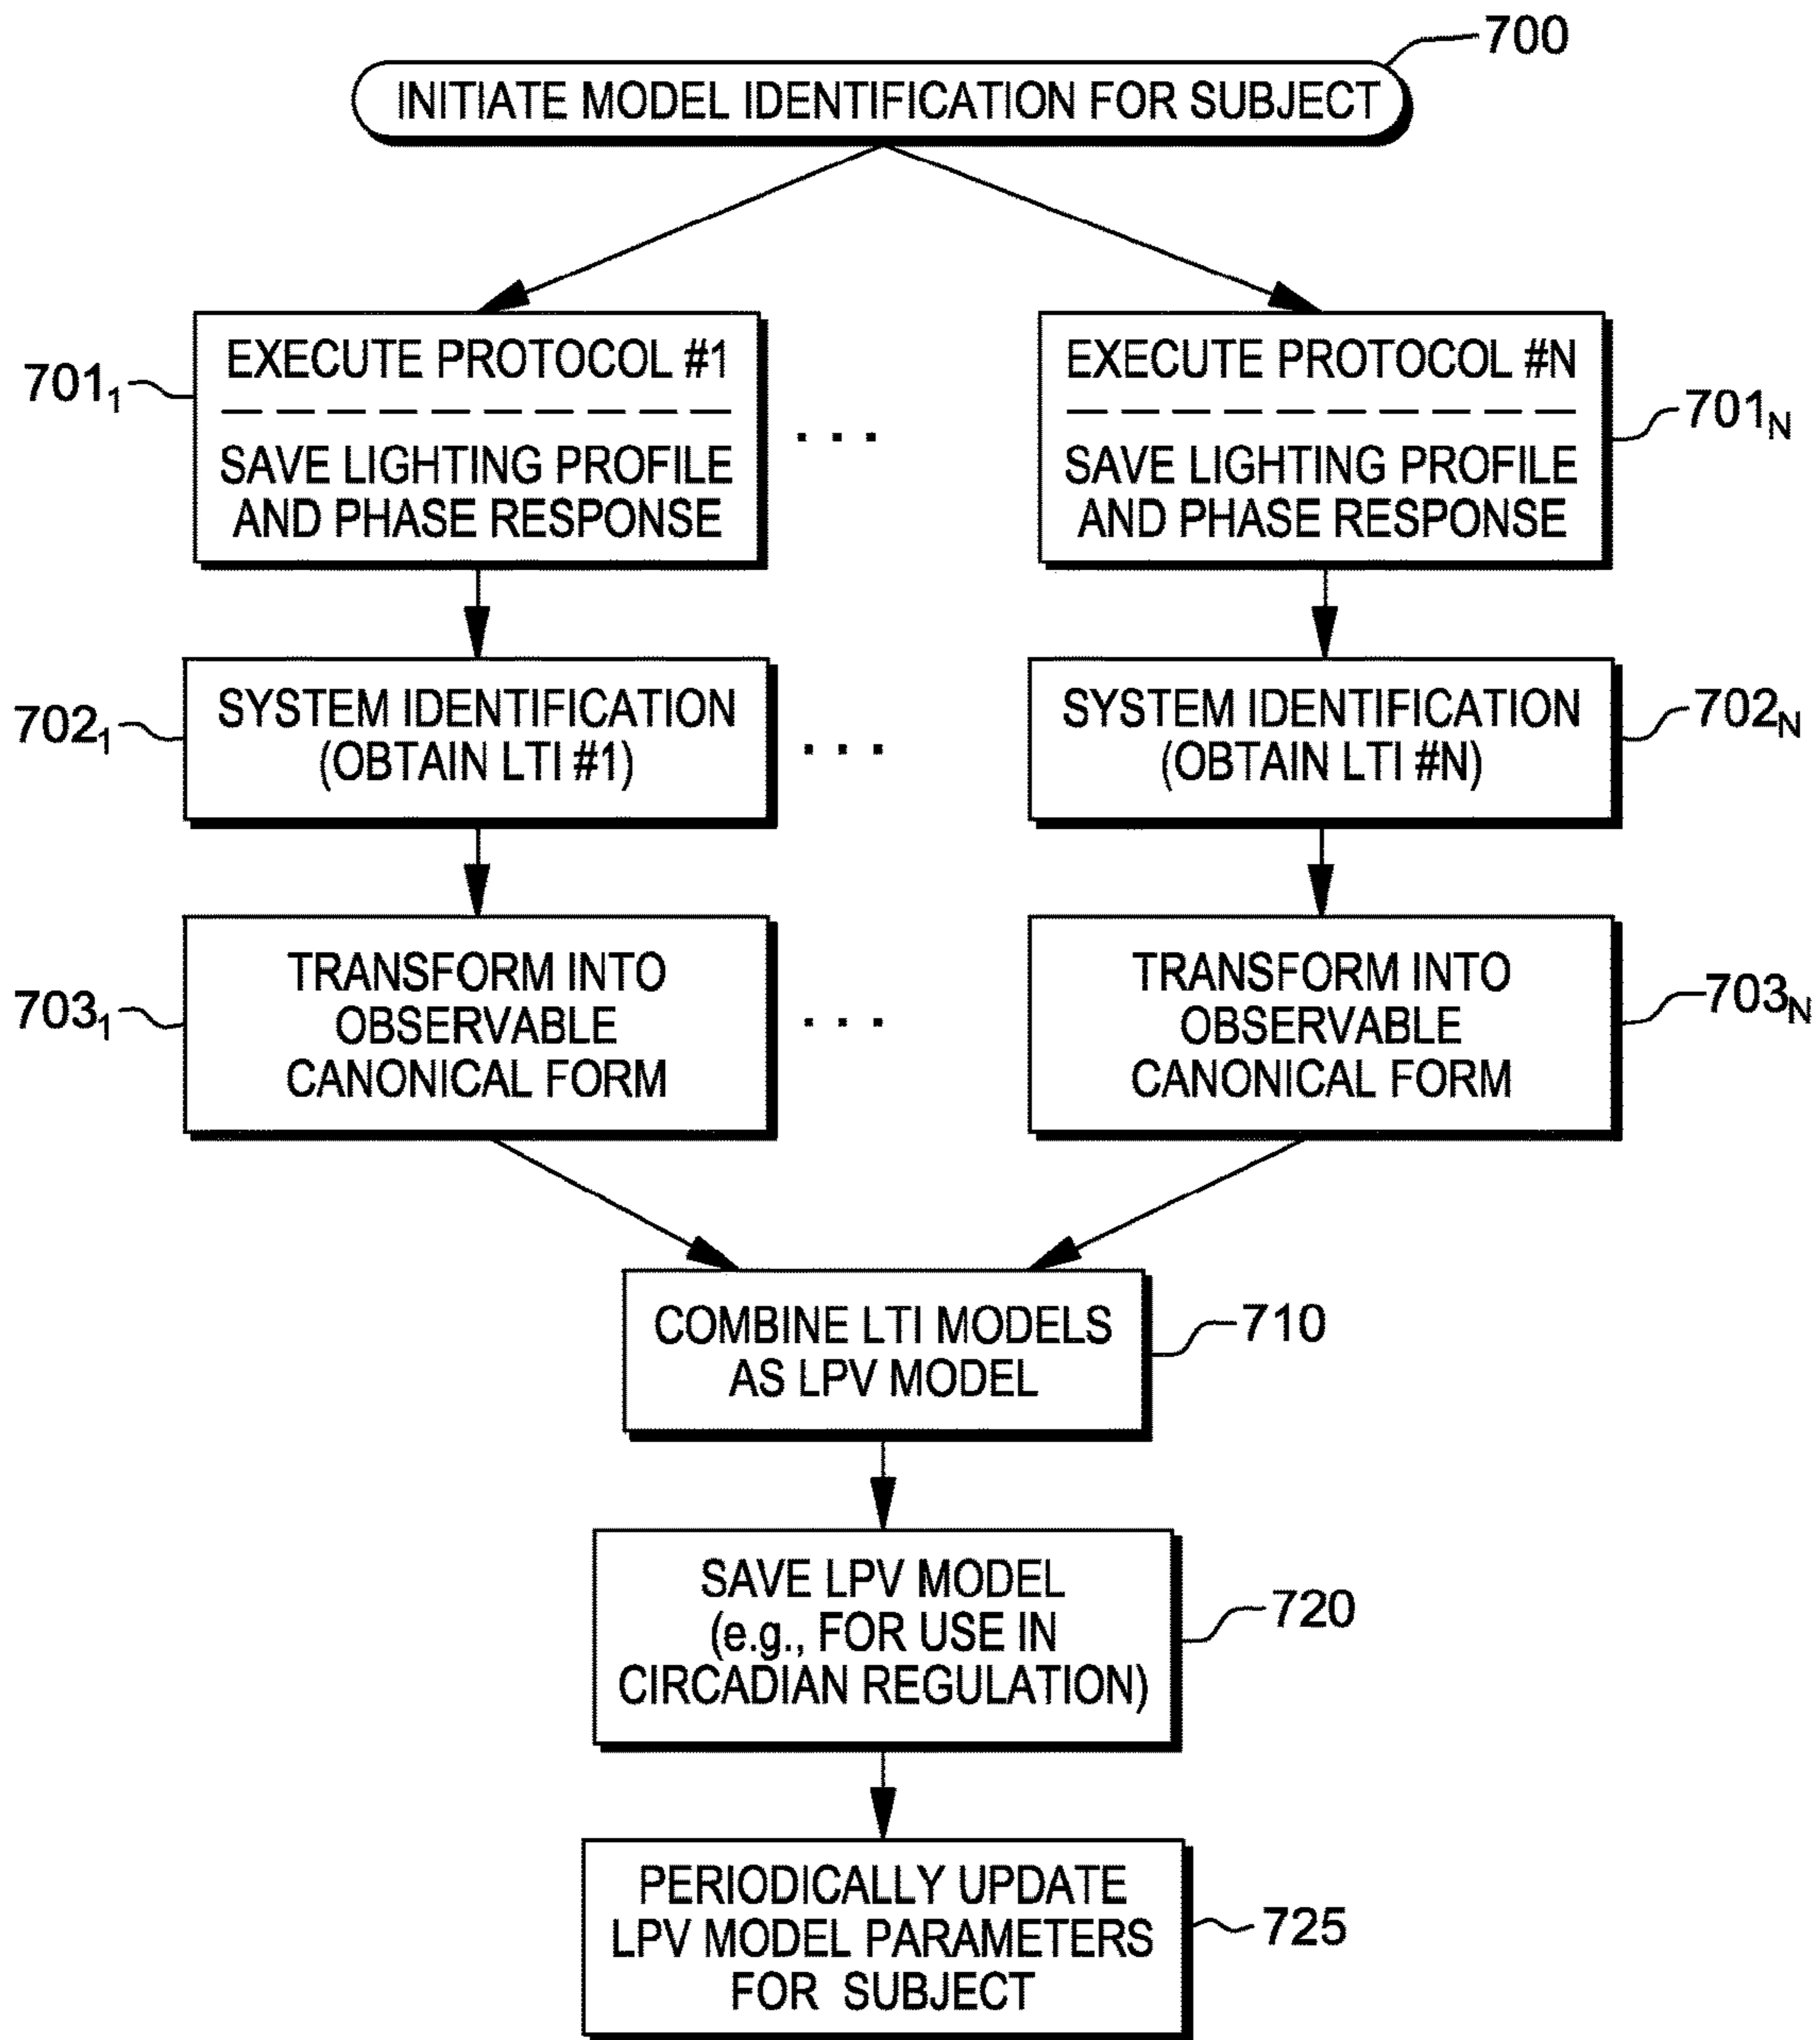 700
INITIATE MODEL IDENTIFICATION FOR SUBJECT
EXECUTE PROTOCOL #1
SAVE LIGHTING PROFILE
AND PHASE RESPONSE
701₁
. . .
EXECUTE PROTOCOL #N
SAVE LIGHTING PROFILE
AND PHASE RESPONSE
701N
SYSTEM IDENTIFICATION
(OBTAIN LTI #1)
702₁
. . .
SYSTEM IDENTIFICATION
(OBTAIN LTI #N)
702N
TRANSFORM INTO
OBSERVABLE
CANONICAL FORM
703₁
. . .
TRANSFORM INTO
OBSERVABLE
CANONICAL FORM
703N
COMBINE LTI MODELS
AS LPV MODEL
710
SAVE LPV MODEL
(e.g., FOR USE IN
CIRCADIAN REGULATION)
720
PERIODICALLY UPDATE
LPV MODEL PARAMETERS
FOR SUBJECT
725